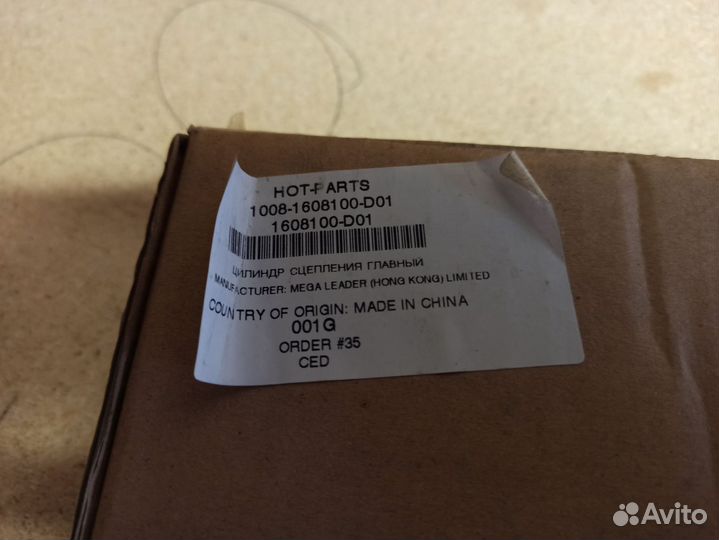 HOT-PARTS
1008-1608100-D01
1608100-D01
ЦИЛИНДР СЦЕПЛЕНИЯ ГЛАВНЫЙ
MANUFACTURER: MEGA LEADER (HONG KONG) LIMITED
COUNTRY OF ORIGIN: MADE IN CHINA
001G
ORDER #35
CED
Avito